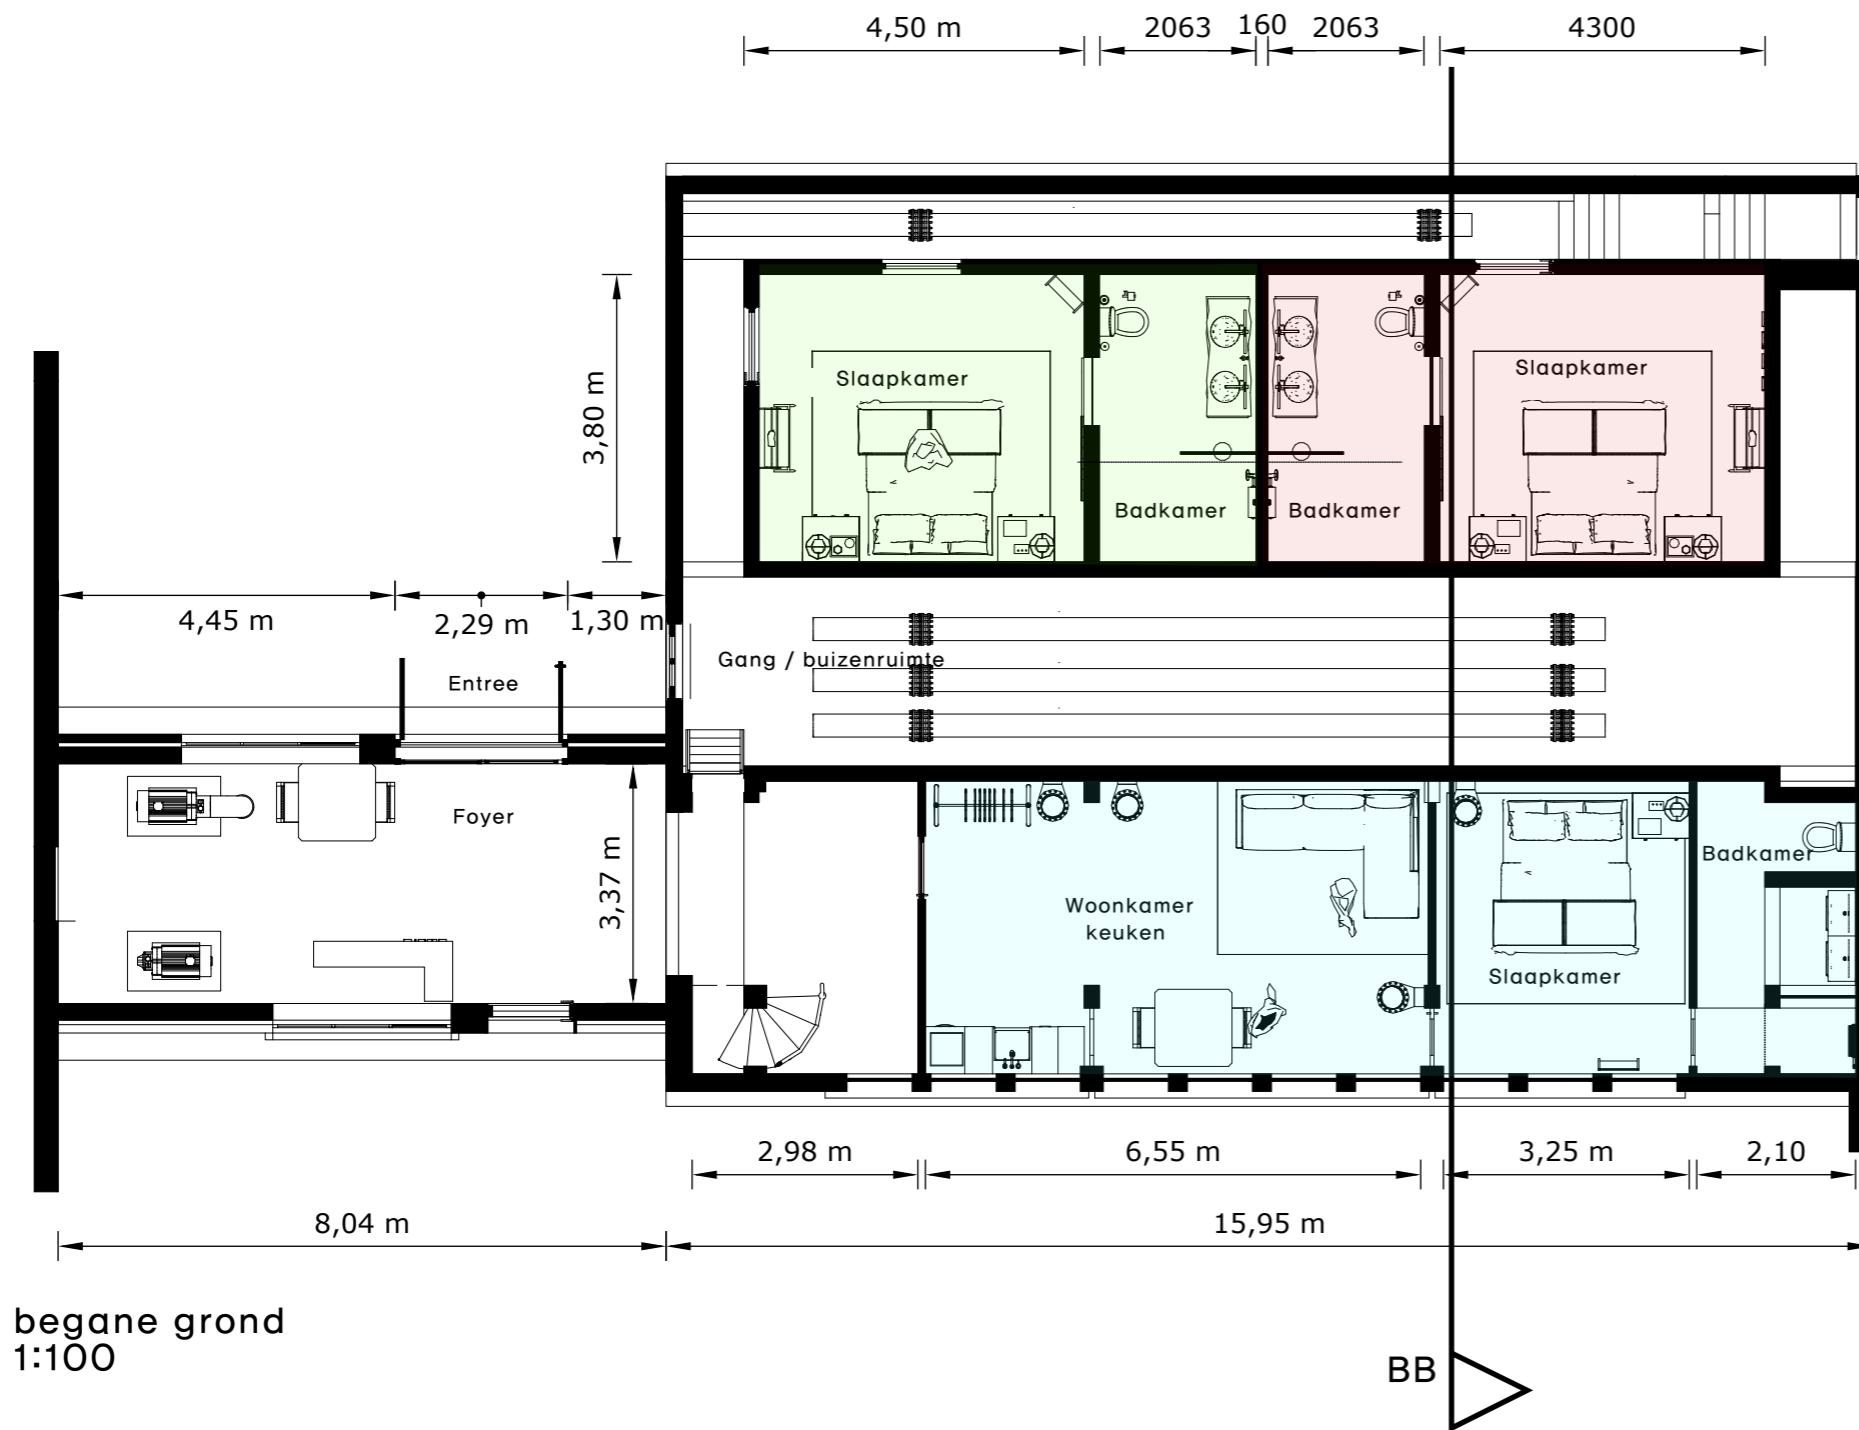 4,50 m
2063
160
2063
4300
3,80 m
Slaapkamer
Slaapkamer
Badkamer
Badkamer
4,45 m
2,29 m
1,30 m
Gang / buizenruimte
Entree
Foyer
3,37 m
Woonkamer
keuken
Badkamer
Slaapkamer
2,98 m
6,55 m
3,25 m
2,10
8,04 m
15,95 m
begane grond
1:100
BB